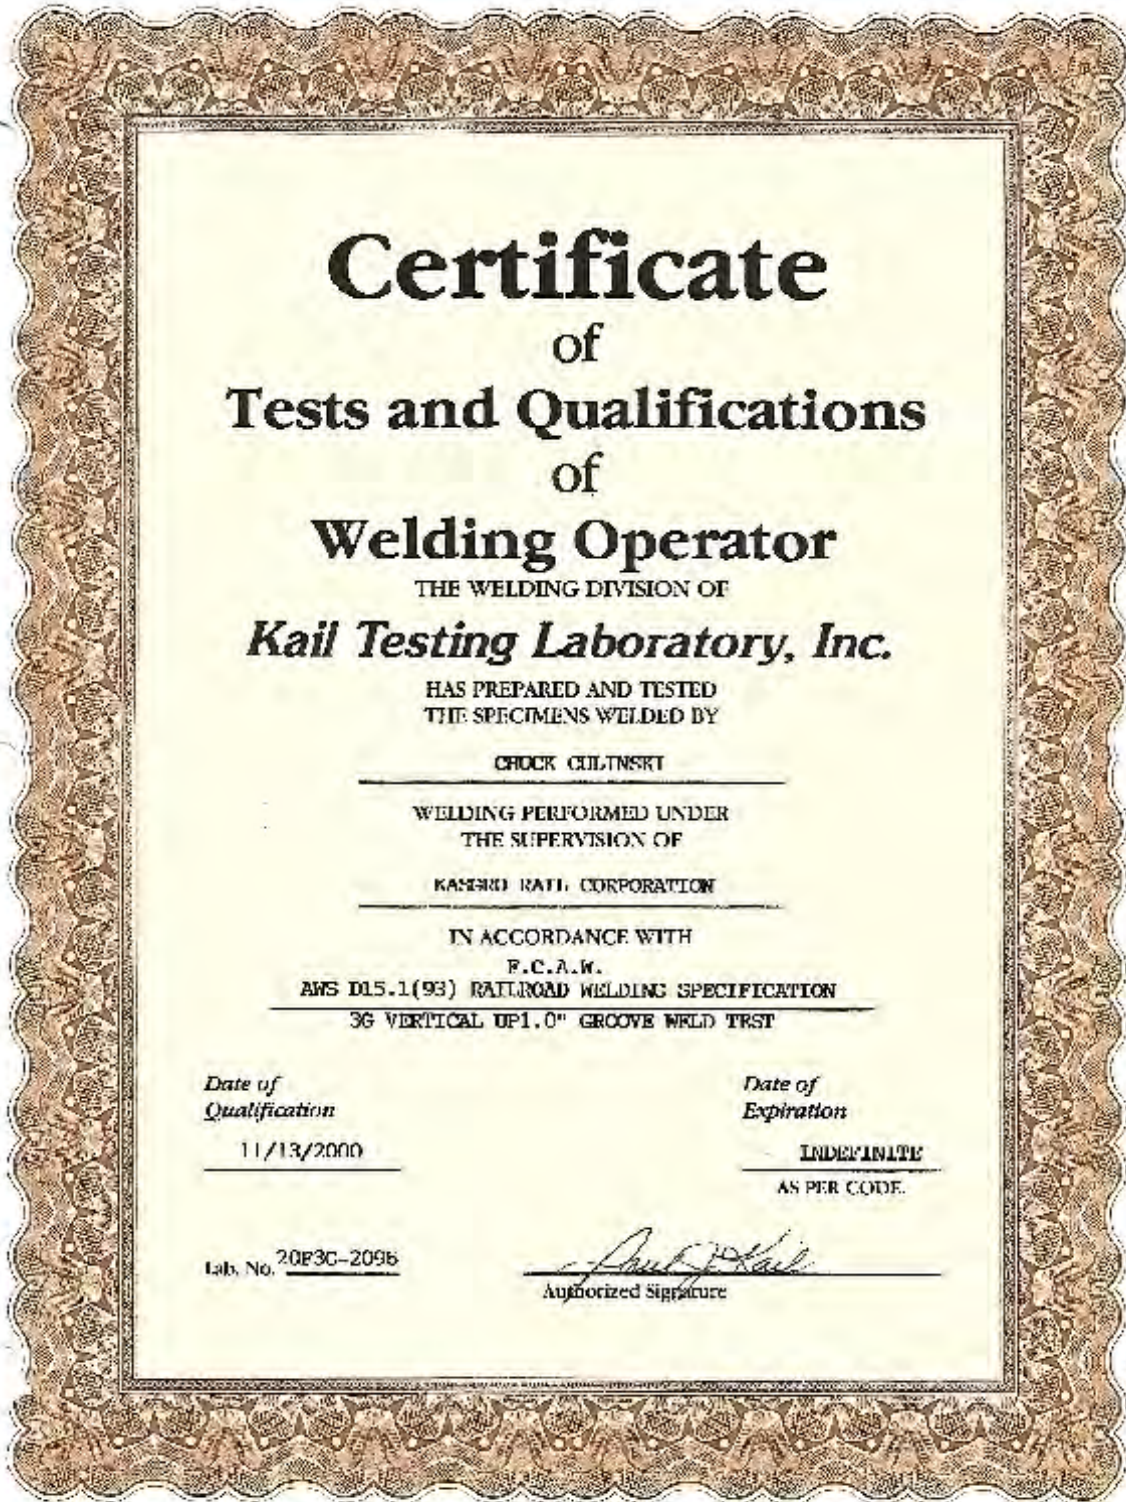 Certificate
of
Tests and Qualifications
of
Welding Operator
THE WELDING DIVISION OF
Kail Testing Laboratory, Inc.
HAS PREPARED AND TESTED
THE SPECIMENS WELDED BY
CHUCK
WELDING PERFORMED UNDER
THE SUPERVISION OF
KASGRO RAIL CORPORATION
IN ACCORDANCE WITH
F.C.A.W.
AWS D15.1(93) RAILROAD WELDING SPECIFICATION
3G VERTICAL UP1.0" GROOVE WELD TEST
Date of
Qualification
Date of
Expiration
11/13/2000
INDEFINITE
AS PER CODE.
Lab. No.
Paul J. Kail
Authorized Signature